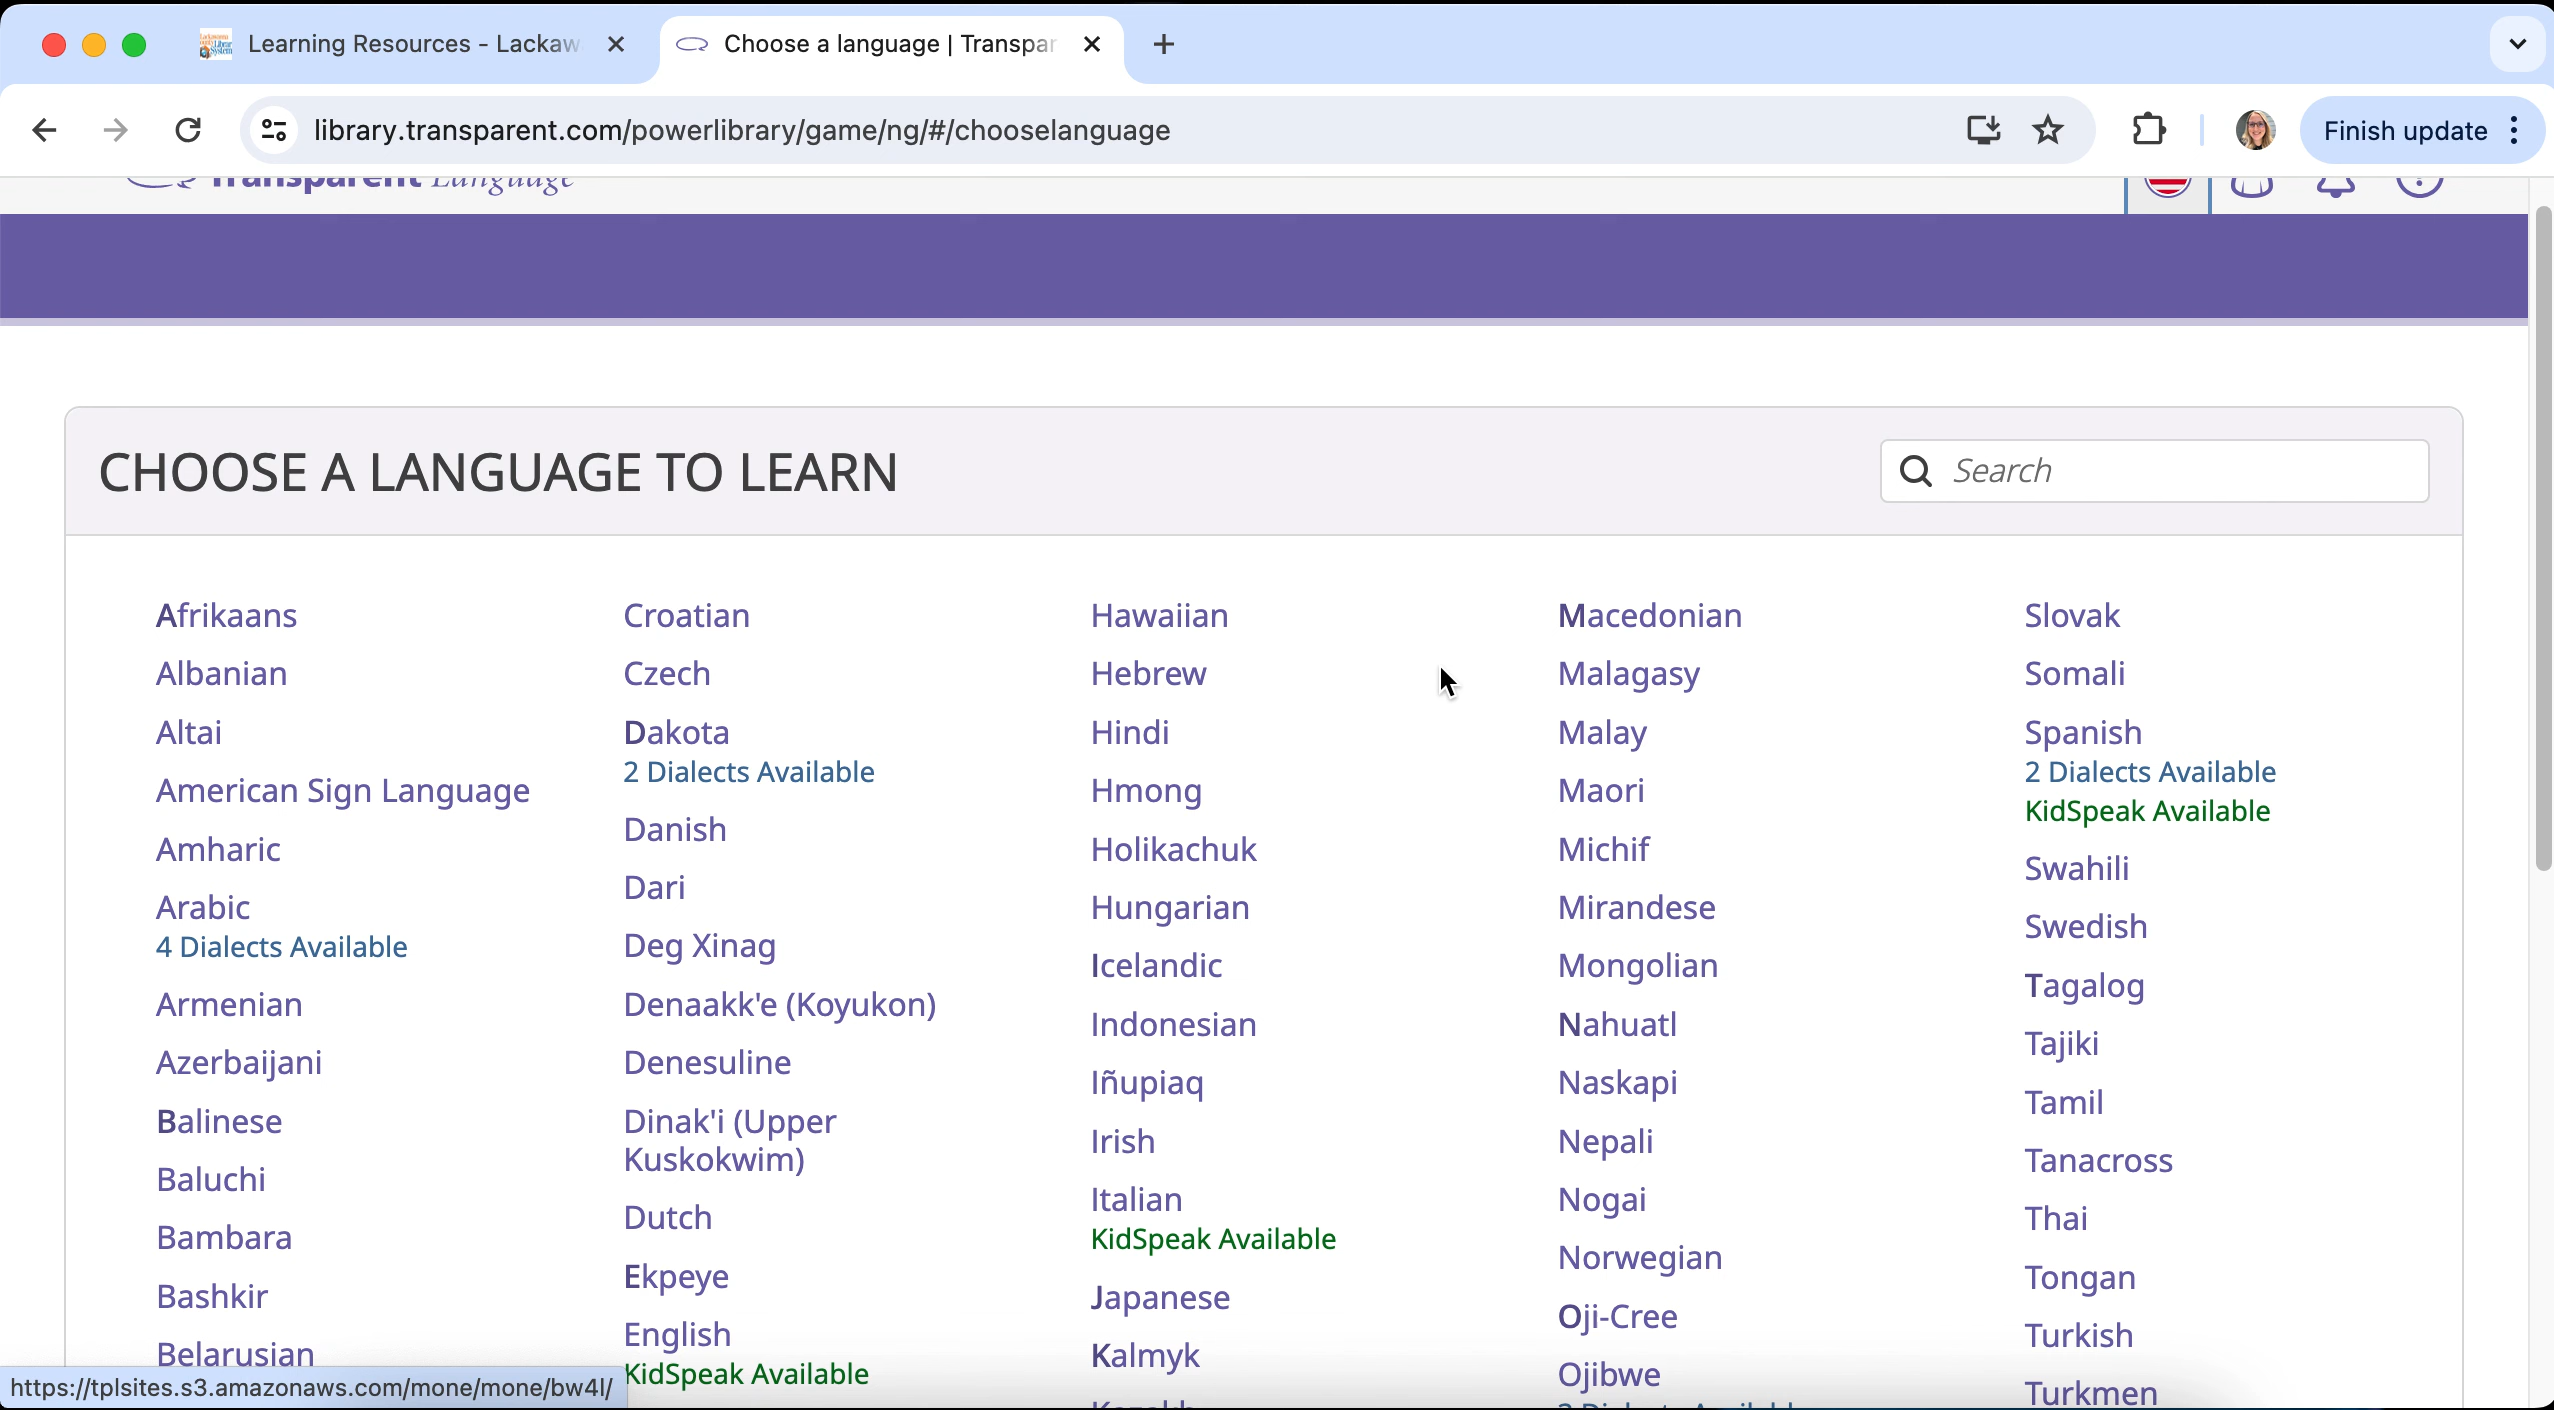 Learning Resources - Lackaw
Choose a language | Transpar
library.transparent.com/powerlibrary/game/ng/#/chooselanguage
Finish update
Transparent Language
CHOOSE A LANGUAGE TO LEARN
Search
Afrikaans
Albanian
Altai
American Sign Language
Amharic
Arabic
4 Dialects Available
Armenian
Azerbaijani
Balinese
Baluchi
Bambara
Bashkir
Belarusian
Croatian
Czech
Dakota
2 Dialects Available
Danish
Dari
Deg Xinag
Denaakk'e (Koyukon)
Denesuline
Dinak'i (Upper
Kuskokwim)
Dutch
Ekpeye
English
KidSpeak Available
Hawaiian
Hebrew
Hindi
Hmong
Holikachuk
Hungarian
Icelandic
Indonesian
Iñupiaq
Irish
Italian
KidSpeak Available
Japanese
Kalmyk
Kazakh
Macedonian
Malagasy
Malay
Maori
Michif
Mirandese
Mongolian
Nahuatl
Naskapi
Nepali
Nogai
Norwegian
Oji-Cree
Ojibwe
Slovak
Somali
Spanish
2 Dialects Available
KidSpeak Available
Swahili
Swedish
Tagalog
Tajiki
Tamil
Tanacross
Thai
Tongan
Turkish
Turkmen
https://tplsites.s3.amazonaws.com/mone/mone/bw4l/